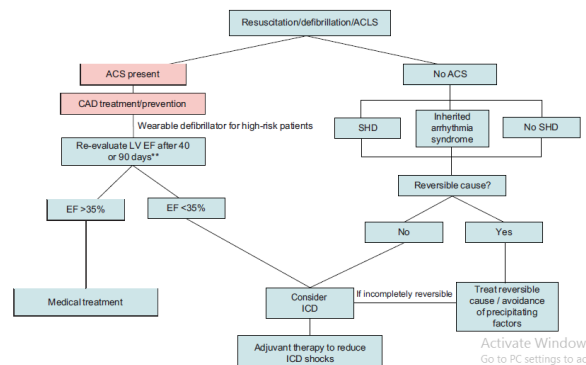 Resuscitation/defibrillation/ACLS
ACS present
No ACS
CAD treatment/prevention
Wearable defibrillator for high-risk patients
SHD
Inherited
arrhythmia
syndrome
No SHD
Re-evaluate LV EF after 40
or 90 days**
Reversible cause?
EF >35%
EF <35%
No
Yes
Medical treatment
Consider
ICD
If incompletely reversible
Treat reversible
cause / avoidance
of precipitating
factors
Adjuvant therapy to reduce
ICD shocks
Activate Window
Go to PC settings to ac